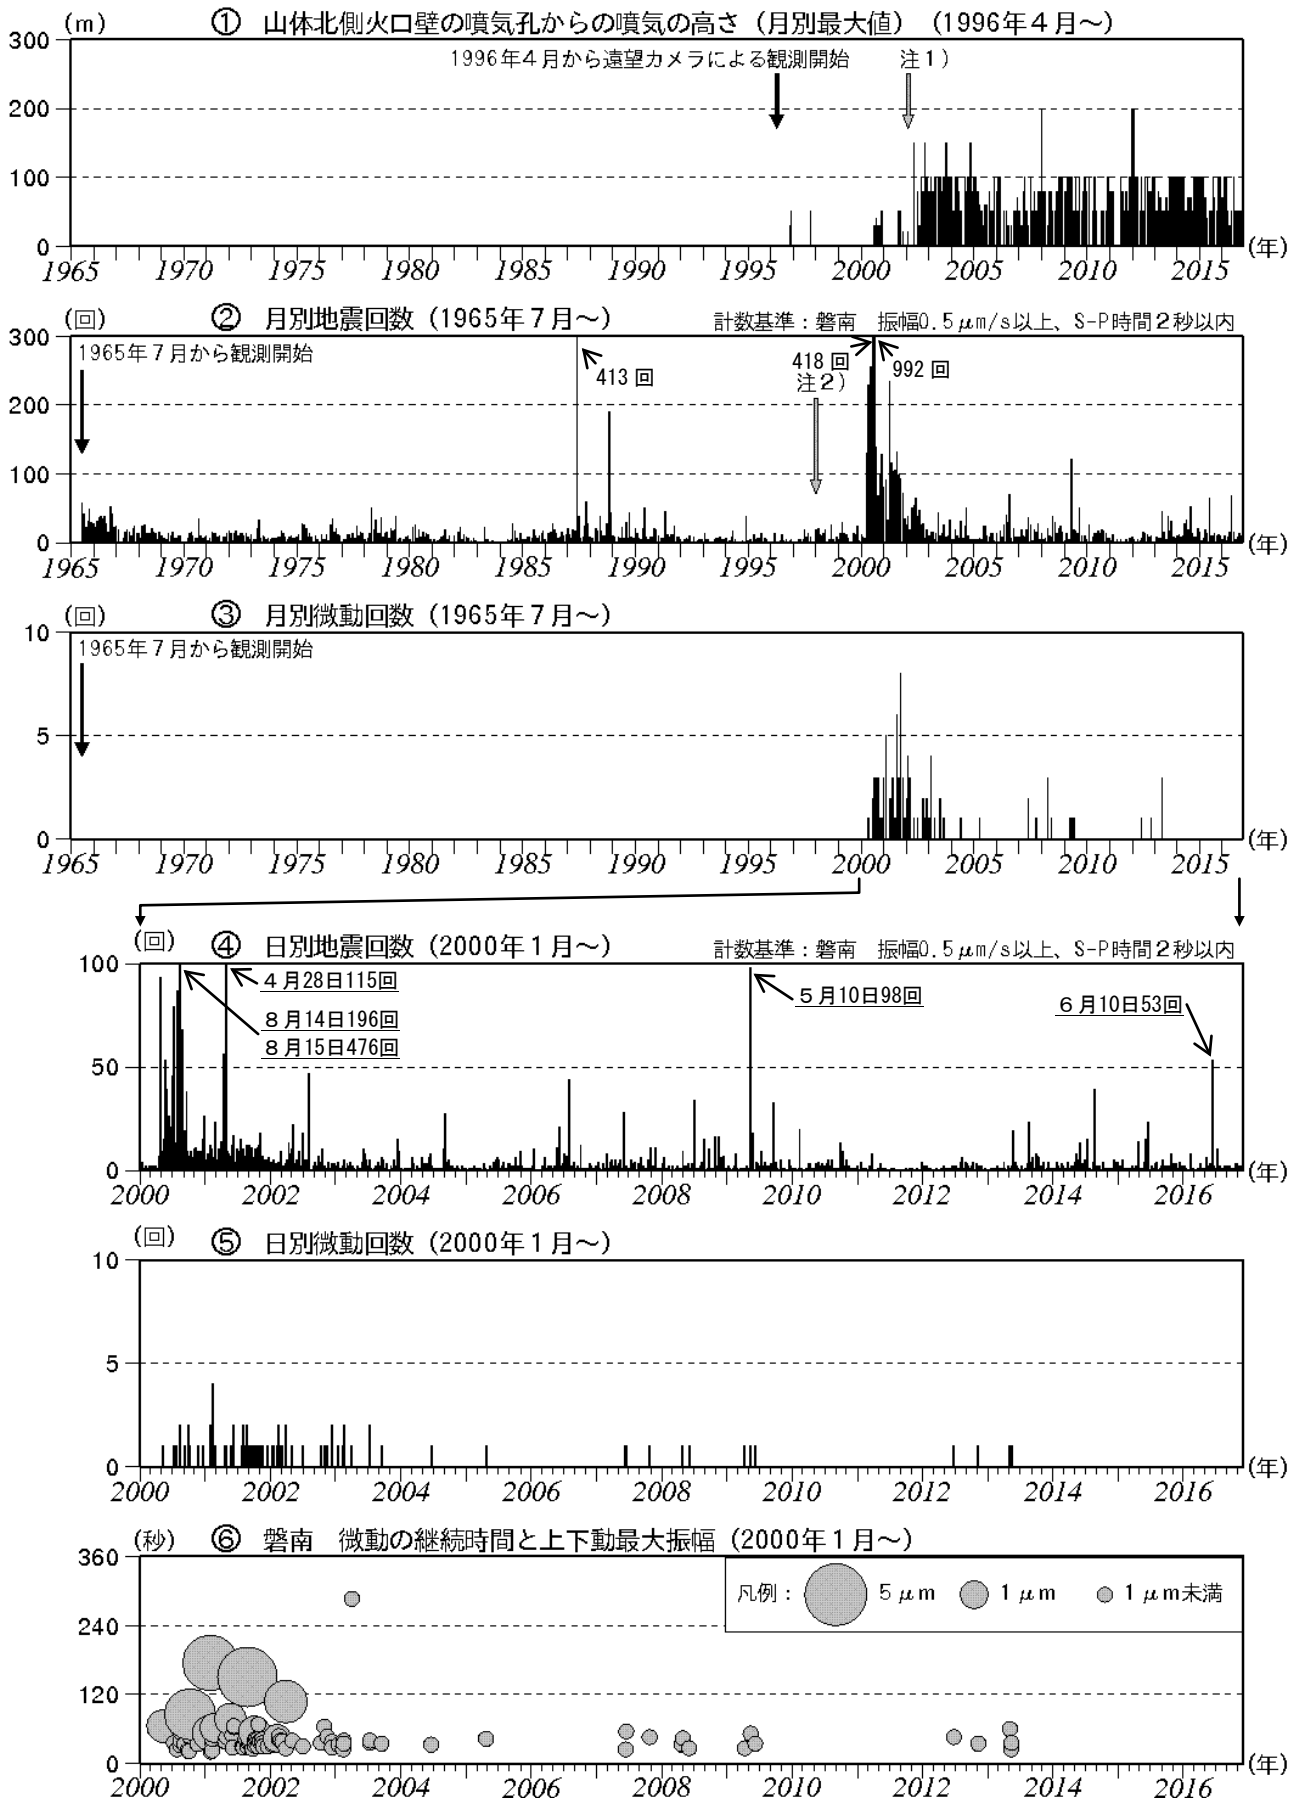 (m) ① 山体北側火口壁の噴気孔からの噴気の高さ（月別最大値）（1996年４月～）
300
1996年４月から遠望カメラによる観測開始 注１）
200
100
0
1965 1970 1975 1980 1985 1990 1995 2000 2005 2010 2015 (年)
(回) ② 月別地震回数（1965年７月～） 計数基準：磐南 振幅0.5μm/s以上、S-P時間２秒以内
300
1965年７月から観測開始
413 回
418 回
992 回
注２）
200
100
0
1965 1970 1975 1980 1985 1990 1995 2000 2005 2010 2015 (年)
(回) ③ 月別微動回数（1965年７月～）
10
1965年７月から観測開始
5
0
1965 1970 1975 1980 1985 1990 1995 2000 2005 2010 2015 (年)
(回) ④ 日別地震回数（2000年１月～） 計数基準：磐南 振幅0.5μm/s以上、S-P時間２秒以内
100
４月28日115回
５月10日98回
６月10日53回
８月14日196回
８月15日476回
50
0
2000 2002 2004 2006 2008 2010 2012 2014 2016 (年)
(回) ⑤ 日別微動回数（2000年１月～）
10
5
0
2000 2002 2004 2006 2008 2010 2012 2014 2016 (年)
(秒) ⑥ 磐南 微動の継続時間と上下動最大振幅（2000年１月～）
360
凡例： 5 μm 1 μm 1 μm未満
240
120
0
2000 2002 2004 2006 2008 2010 2012 2014 2016 (年)